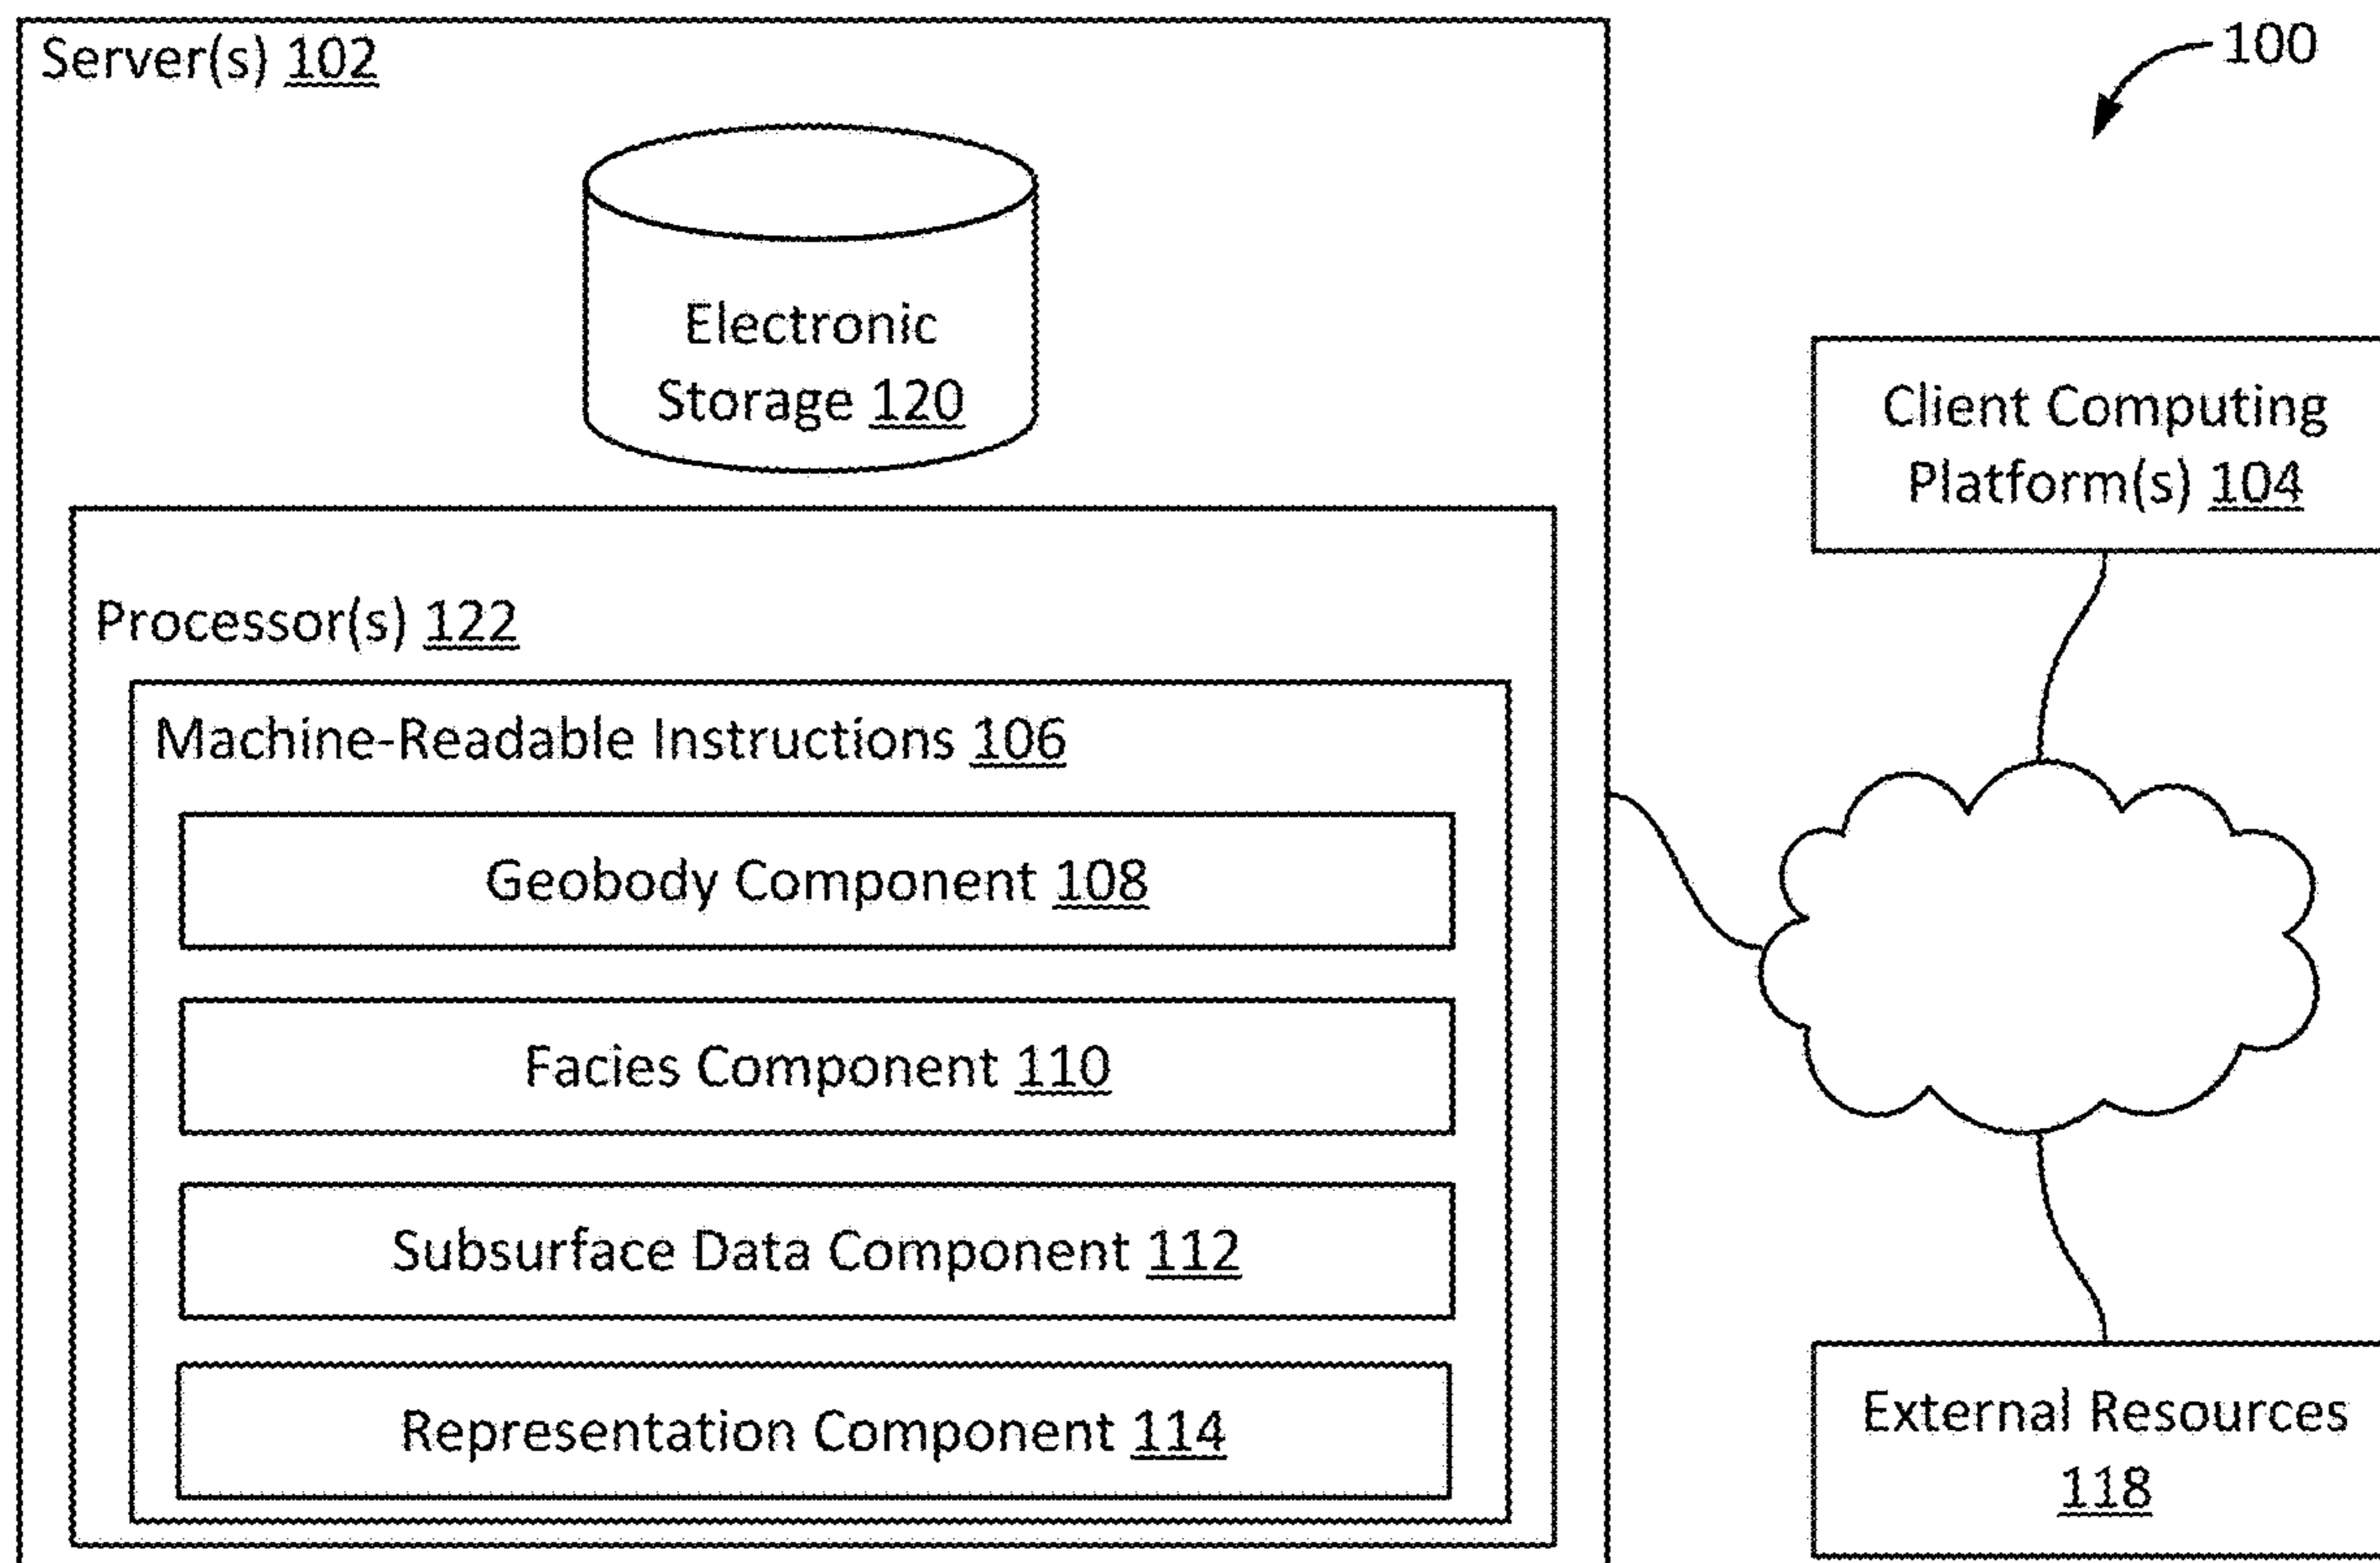 Server(s) 102
100
Electronic
Storage 120
Client Computing
Platform(s) 104
Processor(s) 122
Machine-Readable Instructions 106
Geobody Component 108
Facies Component 110
Subsurface Data Component 112
Representation Component 114
External Resources
118